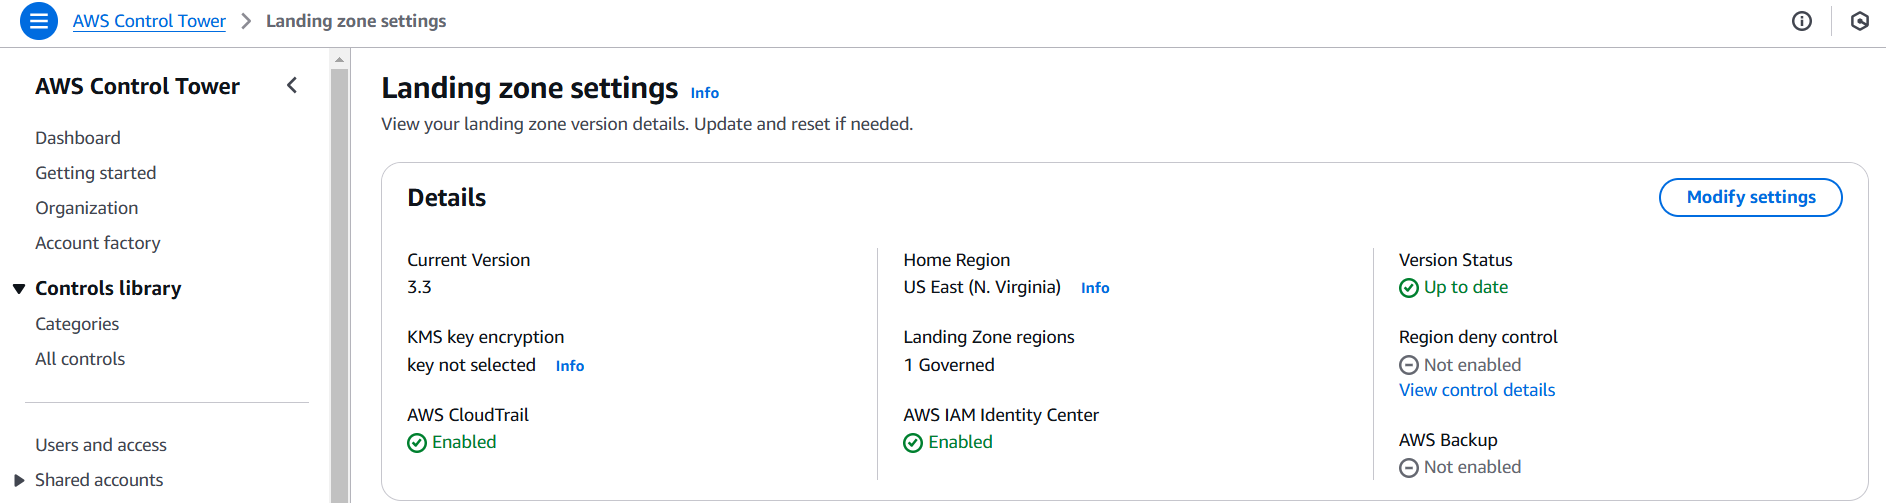 AWS Control Tower > Landing zone settings
AWS Control Tower
Dashboard
Getting started
Organization
Account factory
Controls library
Categories
All controls
Users and access
Shared accounts
Landing zone settings Info
View your landing zone version details. Update and reset if needed.
Details
Modify settings
Current Version
3.3
KMS key encryption
key not selected Info
AWS CloudTrail
Enabled
Home Region
US East (N. Virginia) Info
Landing Zone regions
1 Governed
AWS IAM Identity Center
Enabled
Version Status
Up to date
Region deny control
Not enabled
View control details
AWS Backup
Not enabled